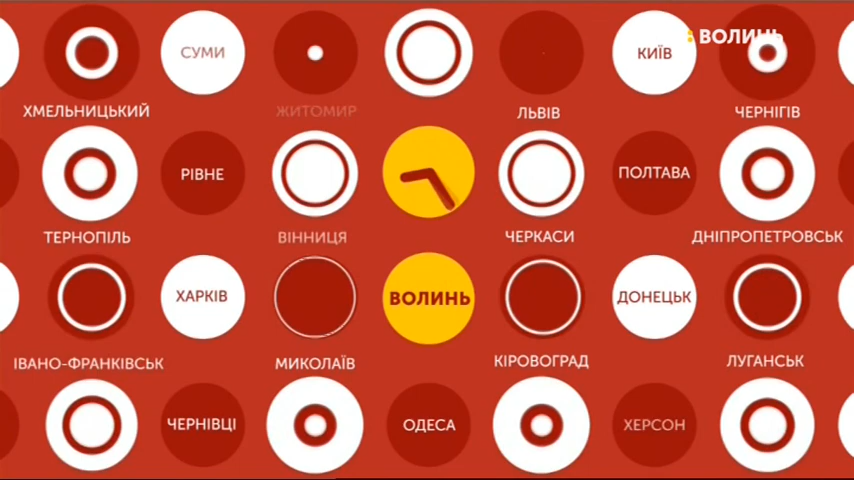 :ВОЛИНЬ
СУМИ
КИЇВ
ХМЕЛЬНИЦЬКИЙ
ЖИТОМИР
ЛЬВІВ
ЧЕРНІГІВ
РІВНЕ
ПОЛТАВА
ТЕРНОПІЛЬ
ВІННИЦЯ
ЧЕРКАСИ
ДНІПРОПЕТРОВСЬК
ХАРКІВ
ВОЛИНЬ
ДОНЕЦЬК
ІВАНО-ФРАНКІВСЬК
МИКОЛАЇВ
КІРОВОГРАД
ЛУГАНСЬК
ЧЕРНІВЦІ
ОДЕСА
ХЕРСОН